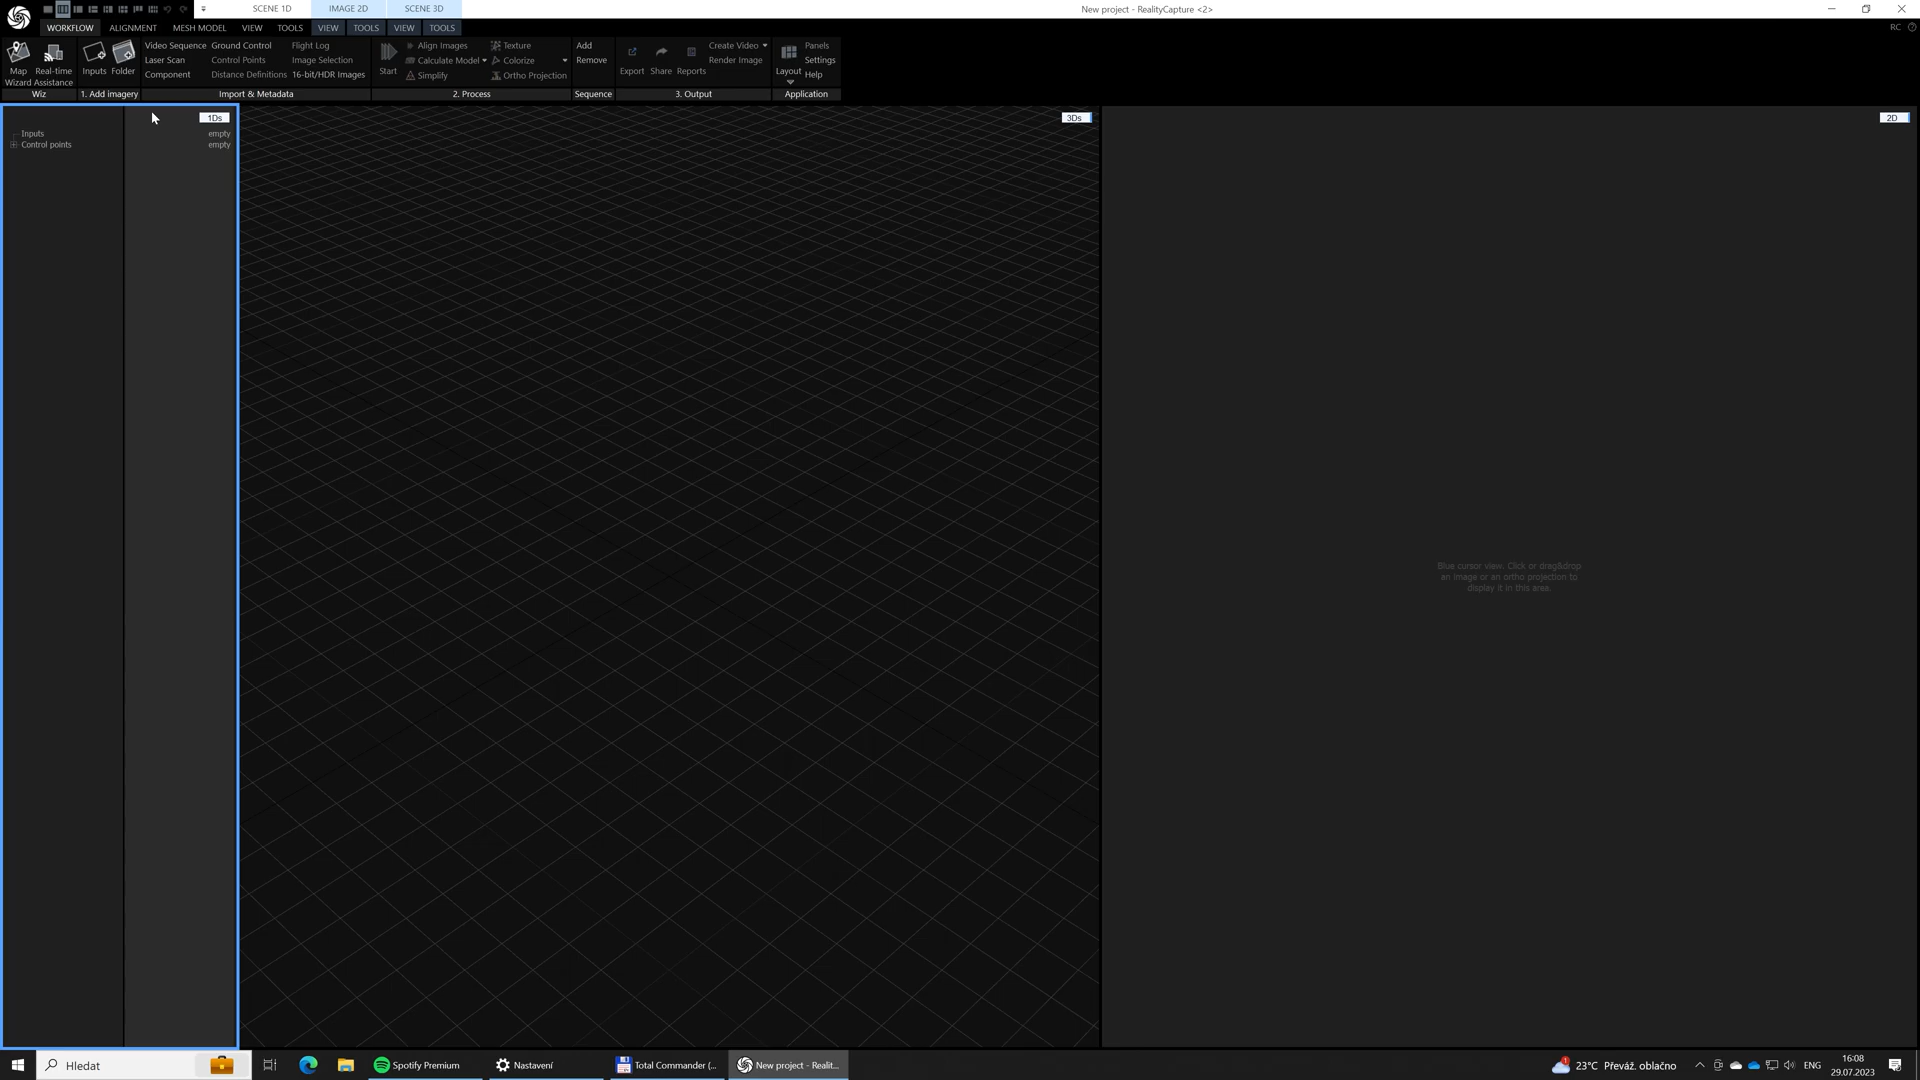 SCENE 1D IMAGE 2D SCENE 3D New project - RealityCapture <2>
WORKFLOW ALIGNMENT MESH MODEL VIEW TOOLS VIEW TOOLS VIEW TOOLS RC
Video Sequence Ground Control Flight Log Align Images Texture Add Create Video Panels
Laser Scan Control Points Image Selection Calculate Model Colorize Remove Render Image Settings
Map Wizard Real-time Assistance Inputs Folder Start Export Share Reports Layout
Component Distance Definitions 16-bit/HDR Images Simplify Ortho Projection Help
Wiz 1. Add imagery Import & Metadata 2. Process Sequence 3. Output Application
1Ds 3Ds 2D
Inputs empty
Control points empty
Blue cursor view. Click or drag&drop
an image or an ortho projection to
display it in this area.
Hledat Spotify Premium Nastavení Total Commander (... New project - Realit... 1 23°C Převáž. oblačno ENG 16:08
29.07.2023